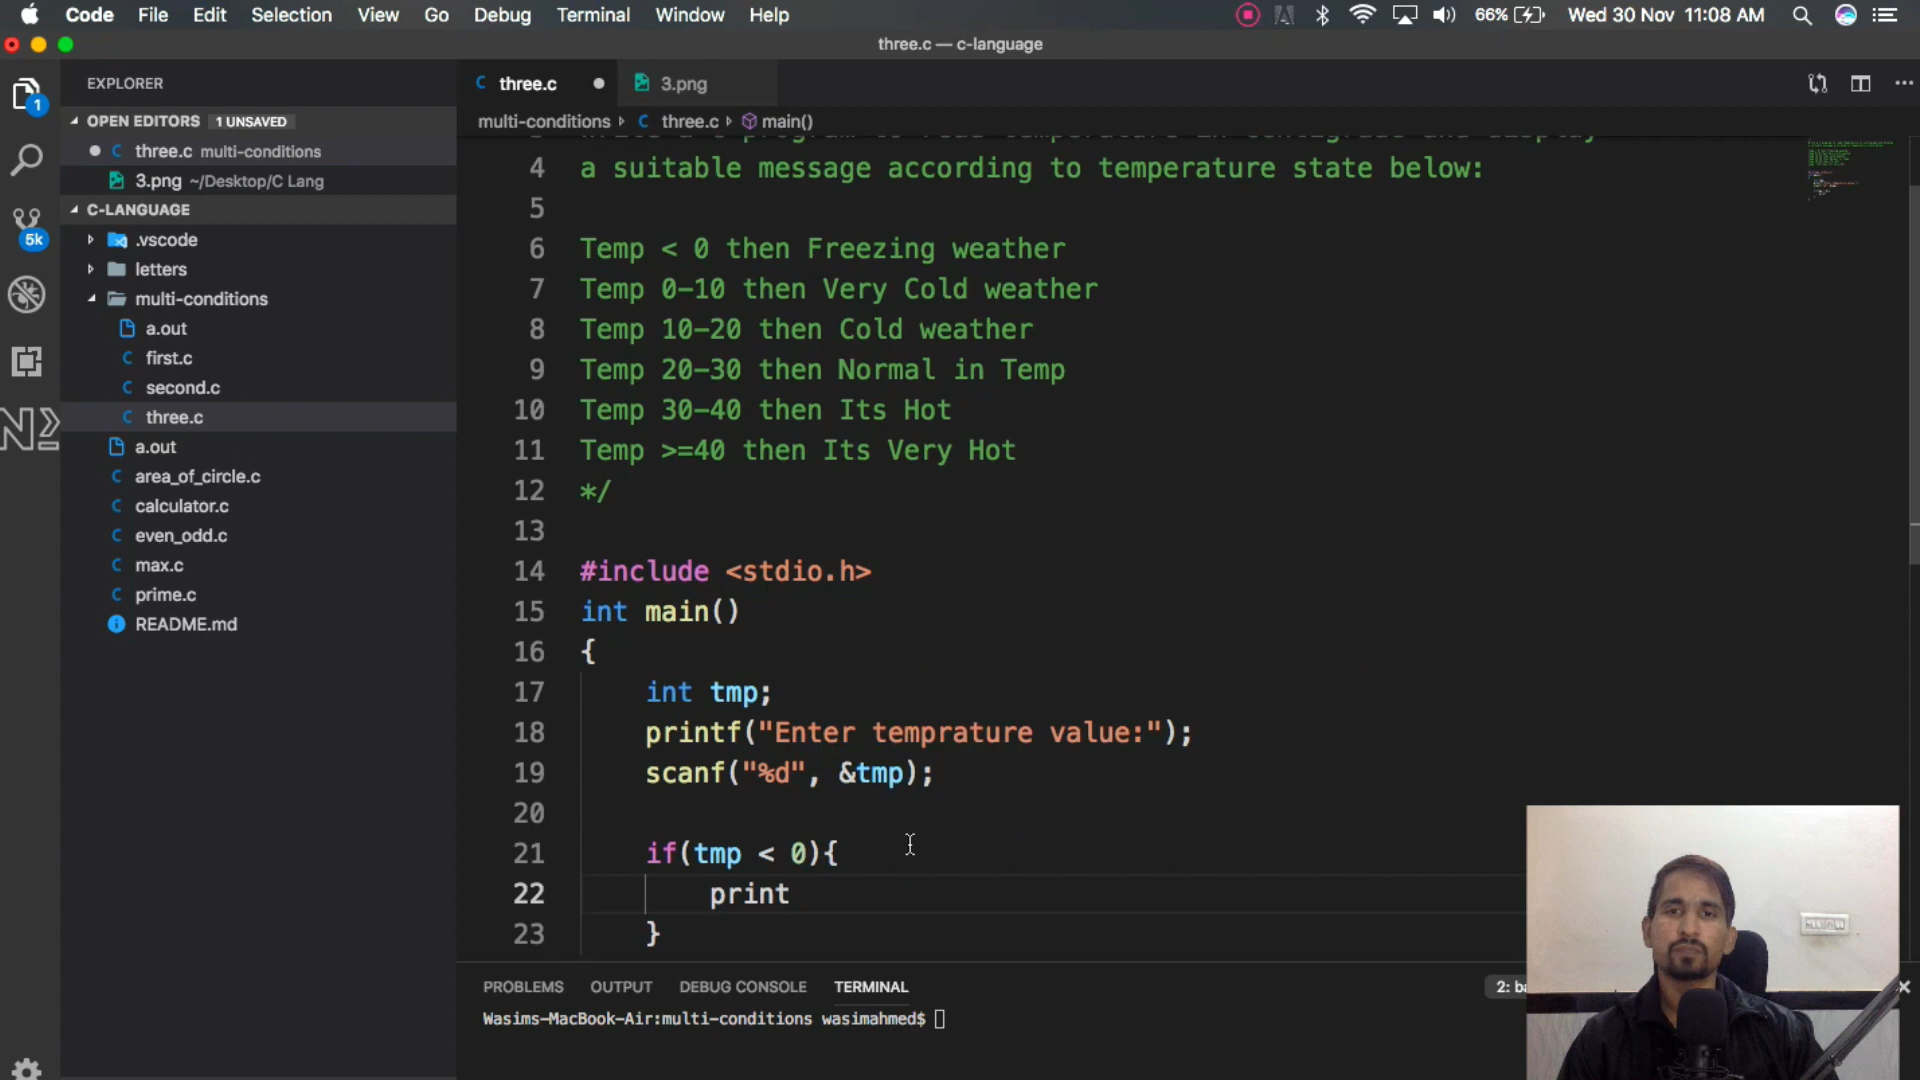 Code File Edit Selection View Go Debug Terminal Window Help 66% Wed 30 Nov 11:08 AM
three.c — c-language
EXPLORER
OPEN EDITORS 1 UNSAVED
three.c multi-conditions
3.png ~/Desktop/C Lang
C-LANGUAGE
.vscode
letters
multi-conditions
a.out
first.c
second.c
three.c
a.out
area_of_circle.c
calculator.c
even_odd.c
max.c
prime.c
README.md
1
5k
three.c 3.png
multi-conditions three.c main()
4 a suitable message according to temperature state below:
5
6 Temp < 0 then Freezing weather
7 Temp 0-10 then Very Cold weather
8 Temp 10-20 then Cold weather
9 Temp 20-30 then Normal in Temp
10 Temp 30-40 then Its Hot
11 Temp >=40 then Its Very Hot
12 */
13
14 #include <stdio.h>
15 int main()
16 {
17 int tmp;
18 printf("Enter temprature value:");
19 scanf("%d", &tmp);
20
21 if(tmp < 0){
22 print
23 }
PROBLEMS OUTPUT DEBUG CONSOLE TERMINAL 2: ba
Wasims-MacBook-Air:multi-conditions wasimahmed$